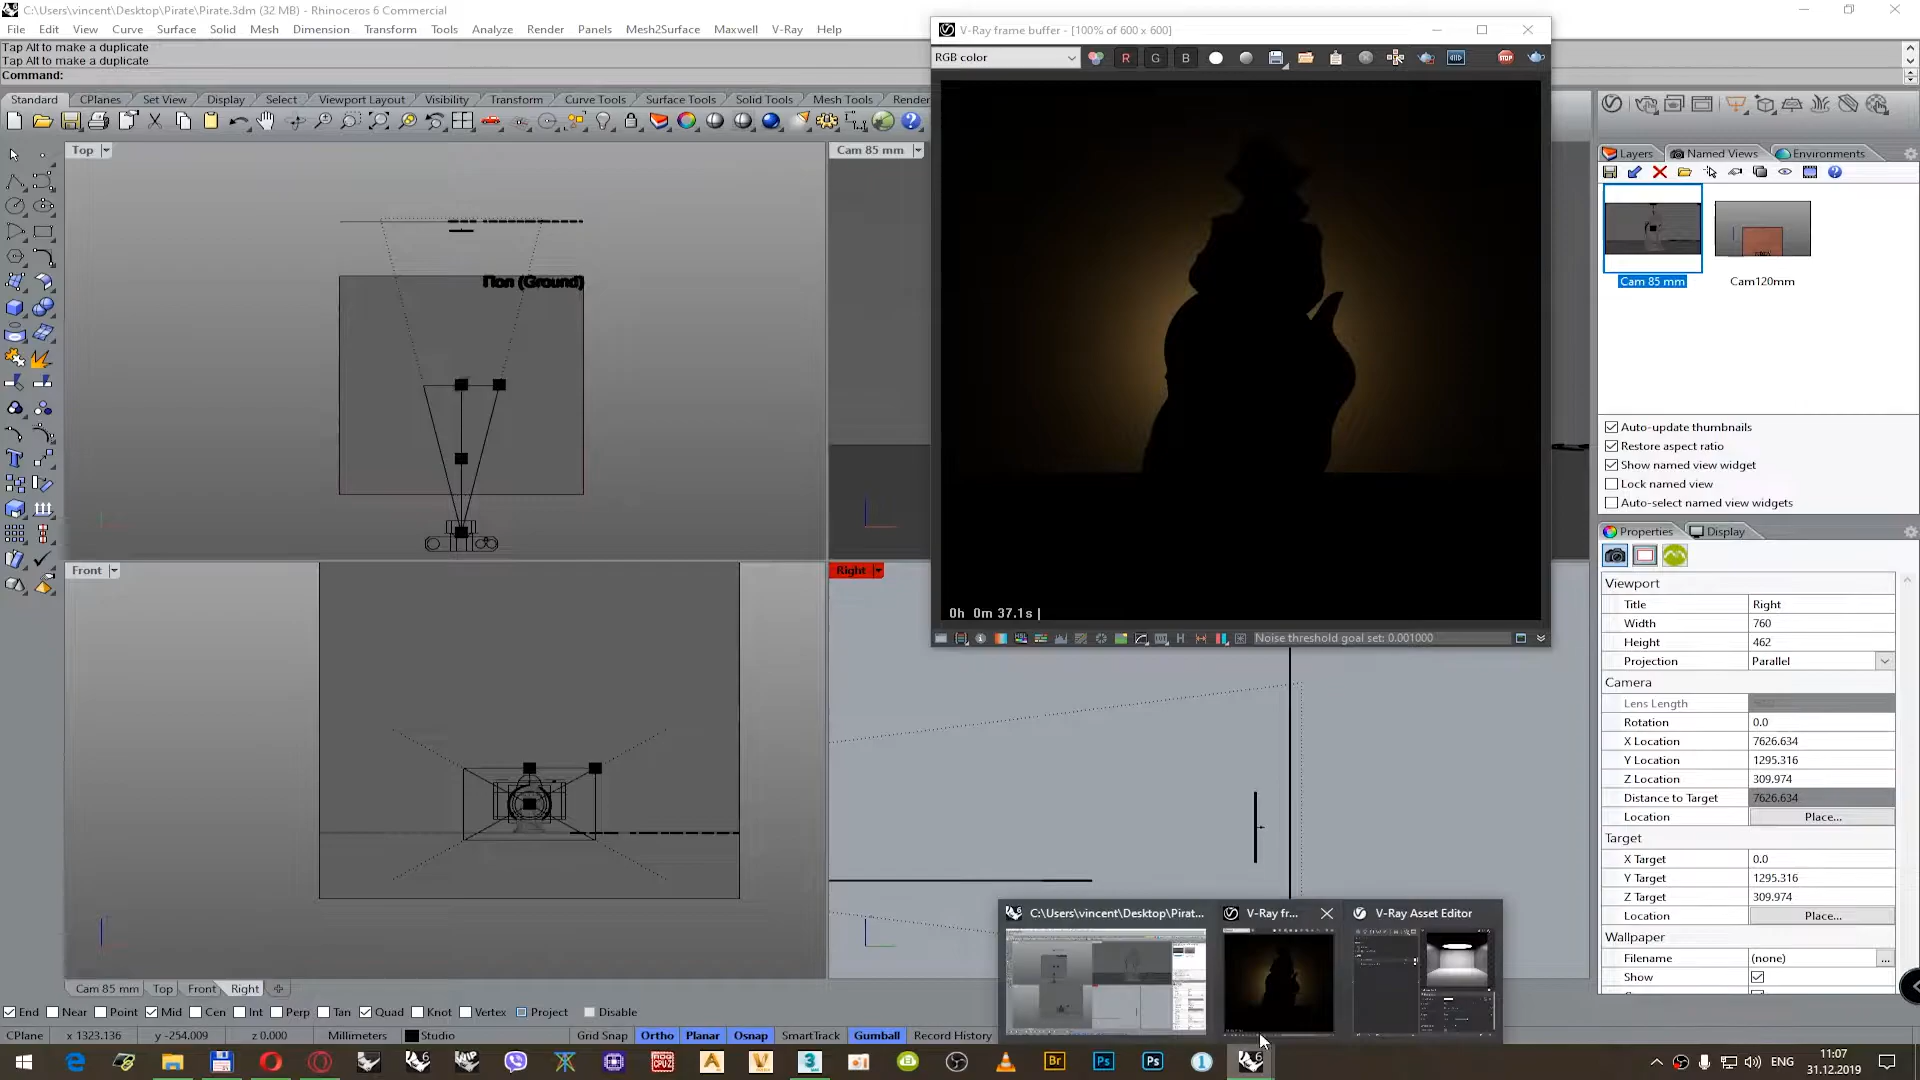 C:\Users\vincent\Desktop\Pirate\Pirate.3dm (32 MB) - Rhinoceros 6 Commercial
File Edit View Curve Surface Solid Mesh Dimension Transform Tools Analyze Render Panels Mesh2Surface Maxwell V-Ray Help
Tap Alt to make a duplicate
Tap Alt to make a duplicate
Command:
Standard CPlanes Set View Display Select Viewport Layout Visibility Transform Curve Tools Surface Tools Solid Tools Mesh Tools Render
V-Ray frame buffer - [100% of 600 x 600]
RGB color
R G B
Top
Cam 85 mm
Пол (Ground)
Layers Named Views Environments
Cam 85 mm
Cam120mm
Auto-update thumbnails
Restore aspect ratio
Show named view widget
Lock named view
Auto-select named view widgets
Properties Display
Viewport
Title Right
Width 760
Height 462
Projection Parallel
Camera
Lens Length
Rotation 0.0
X Location 7626.634
Y Location 1295.316
Z Location 309.974
Distance to Target 7626.634
Location Place...
Target
X Target 0.0
Y Target 1295.316
Z Target 309.974
Location Place...
Wallpaper
Filename (none) ...
Show
Front
Right
0h 0m 37.1s |
Noise threshold goal set: 0.001000
C:\Users\vincent\Desktop\Pirat...
V-Ray fr...
V-Ray Asset Editor
Cam 85 mm Top Front Right
End Near Point Mid Cen Int Perp Tan Quad Knot Vertex Project Disable
CPlane x 1323.136 y -254.009 z 0.000 Millimeters Studio Grid Snap Ortho Planar Osnap SmartTrack Gumball Record History
ENG
11:07
31.12.2019